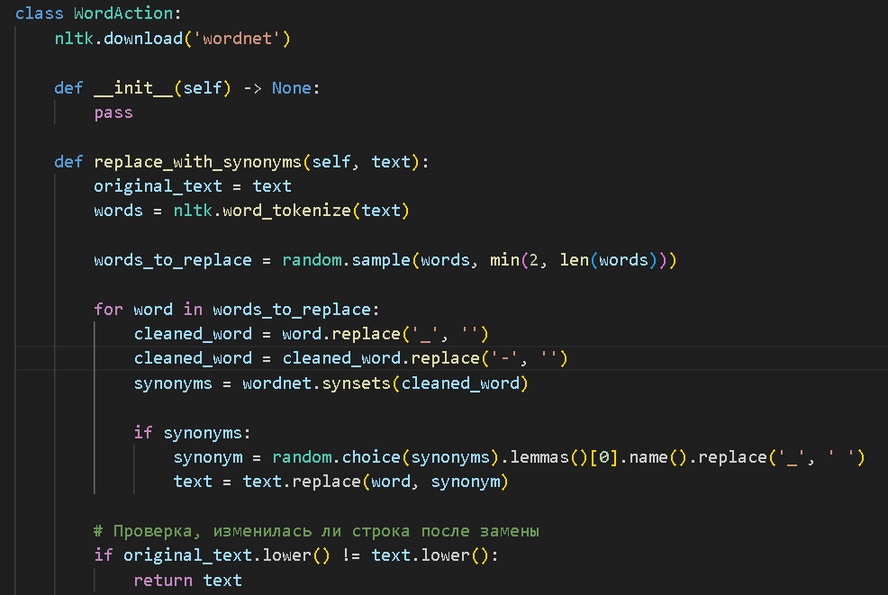 class WordAction:
    nltk.download('wordnet')
    def __init__(self) -> None:
        pass
    def replace_with_synonyms(self, text):
        original_text = text
        words = nltk.word_tokenize(text)
        words_to_replace = random.sample(words, min(2, len(words)))
        for word in words_to_replace:
            cleaned_word = word.replace('_', '')
            cleaned_word = cleaned_word.replace('-', '')
            synonyms = wordnet.synsets(cleaned_word)
            if synonyms:
                synonym = random.choice(synonyms).lemmas()[0].name().replace('_', ' ')
                text = text.replace(word, synonym)
        # Проверка, изменилась ли строка после замены
        if original_text.lower() != text.lower():
            return text